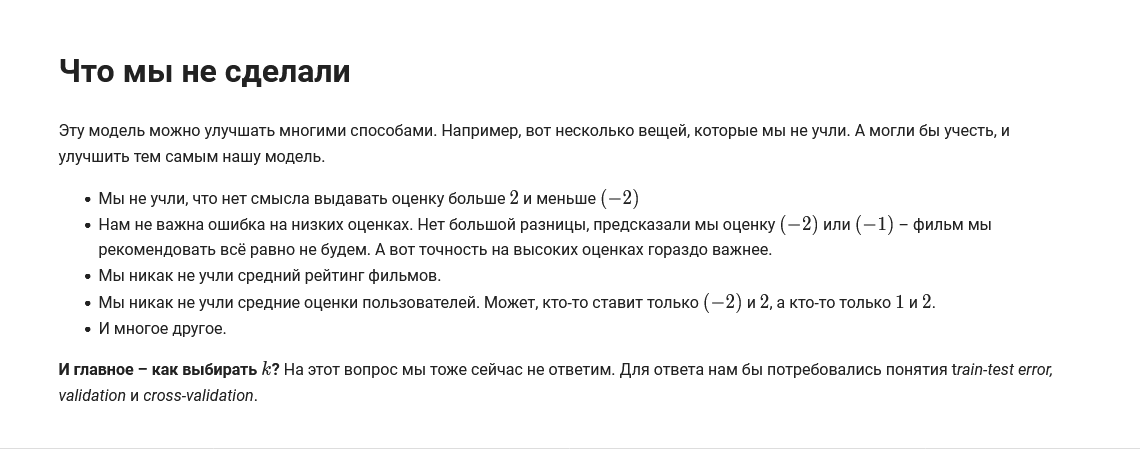 Что мы не сделали
Эту модель можно улучшать многими способами. Например, вот несколько вещей, которые мы не учли. А могли бы учесть, и
улучшить тем самым нашу модель.
• Мы не учли, что нет смысла выдавать оценку больше 2 и меньше (−2)
• Нам не важна ошибка на низких оценках. Нет большой разницы, предсказали мы оценку (−2) или (−1) – фильм мы
рекомендовать всё равно не будем. А вот точность на высоких оценках гораздо важнее.
• Мы никак не учли средний рейтинг фильмов.
• Мы никак не учли средние оценки пользователей. Может, кто-то ставит только (−2) и 2, а кто-то только 1 и 2.
• И многое другое.
И главное – как выбирать k? На этот вопрос мы тоже сейчас не ответим. Для ответа нам бы потребовались понятия train-test error,
validation и cross-validation.